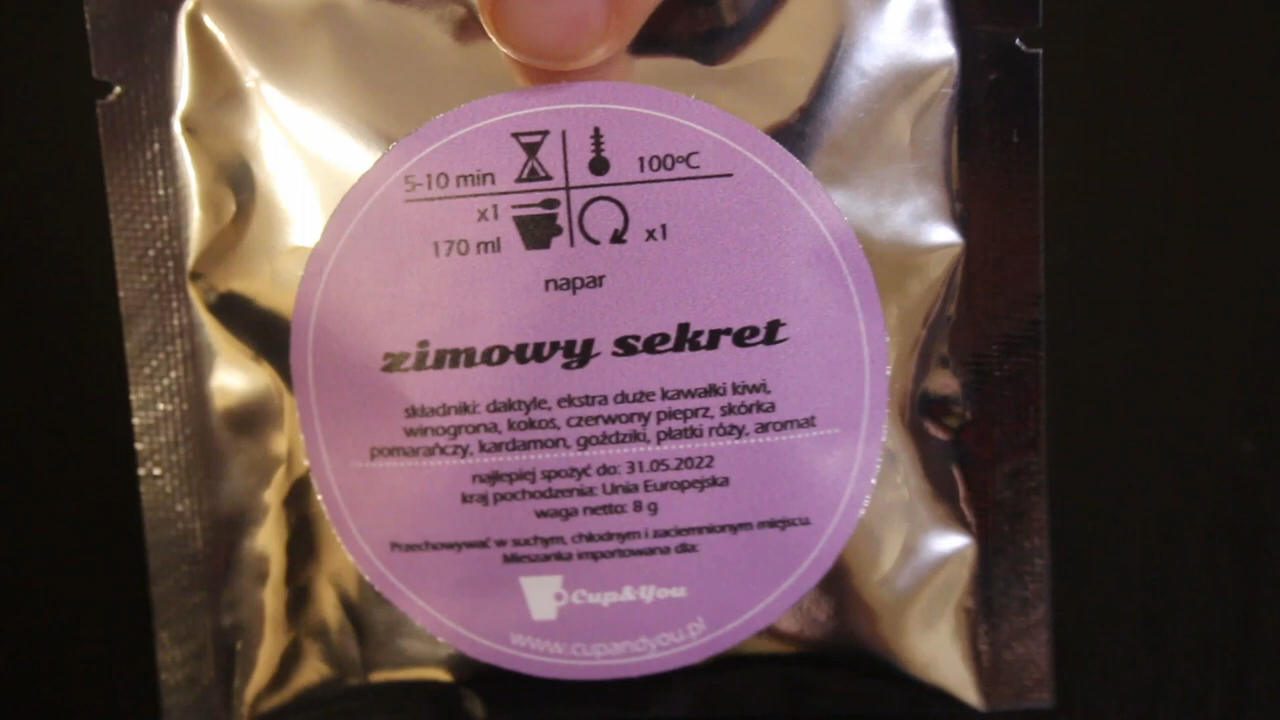 5-10 min
100ºC
x1
170 ml
x1
napar
zimowy sekret
składniki: daktyle, ekstra duże kawałki kiwi,
winogrona, kokos, czerwony pieprz, skórka
pomarańczy, kardamon, goździki, płatki róży, aromat
najlepiej spożyć do: 31.05.2022
kraj pochodzenia: Unia Europejska
waga netto: 8 g
Przechowywać w suchym, chłodnym i zaciemnionym miejscu.
Mieszanka importowana dla:
Cup&You
www.cupandyou.pl